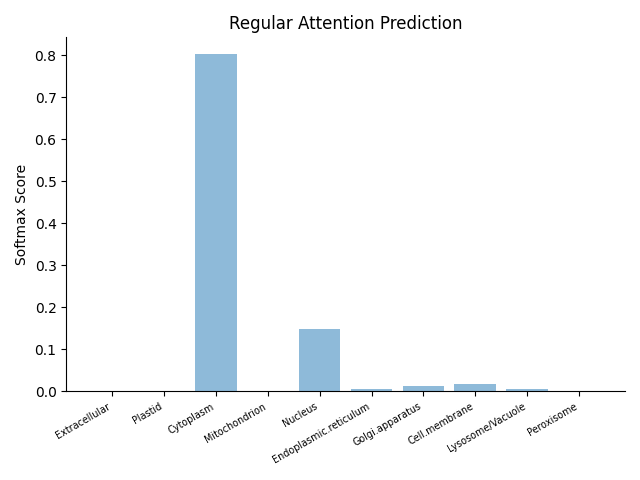 Regular Attention Prediction
Softmax Score
0.8
0.7
0.6
0.5
0.4
0.3
0.2
0.1
0.0
Extracellular
Plastid
Cytoplasm
Mitochondrion
Nucleus
Endoplasmic.reticulum
Golgi.apparatus
Cell.membrane
Lysosome/Vacuole
Peroxisome